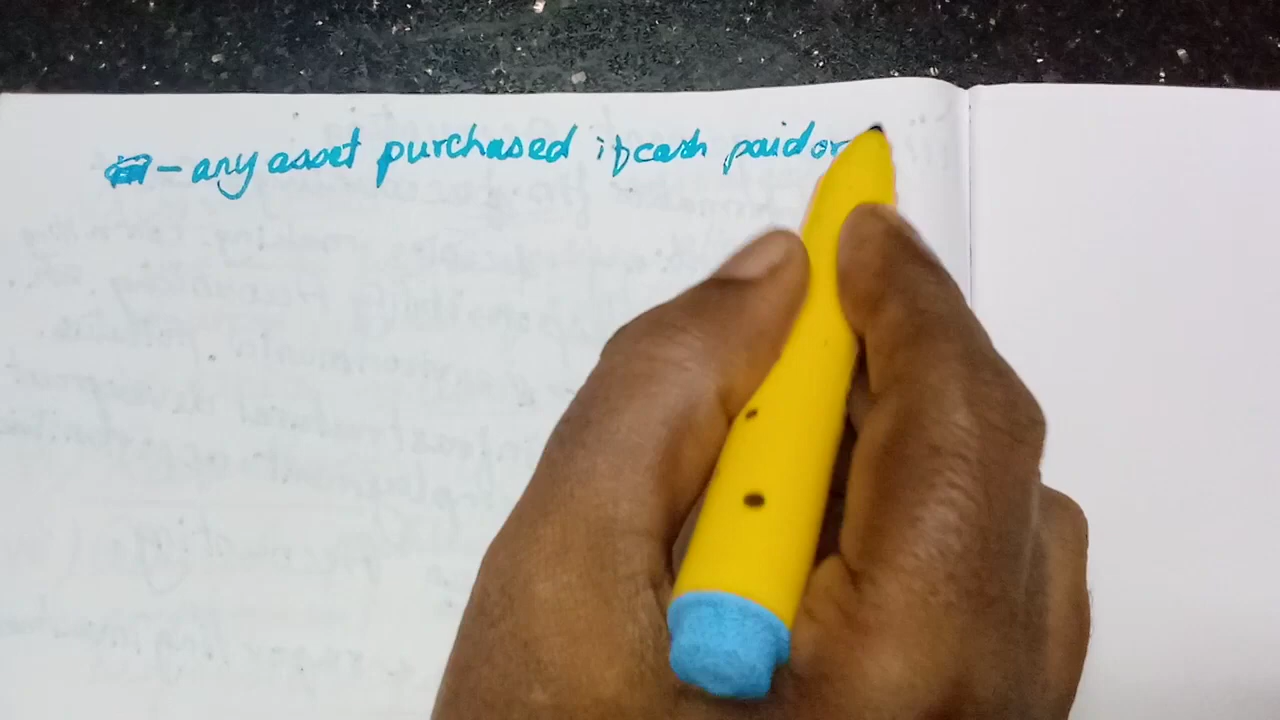 - any asset purchased if cash paid or